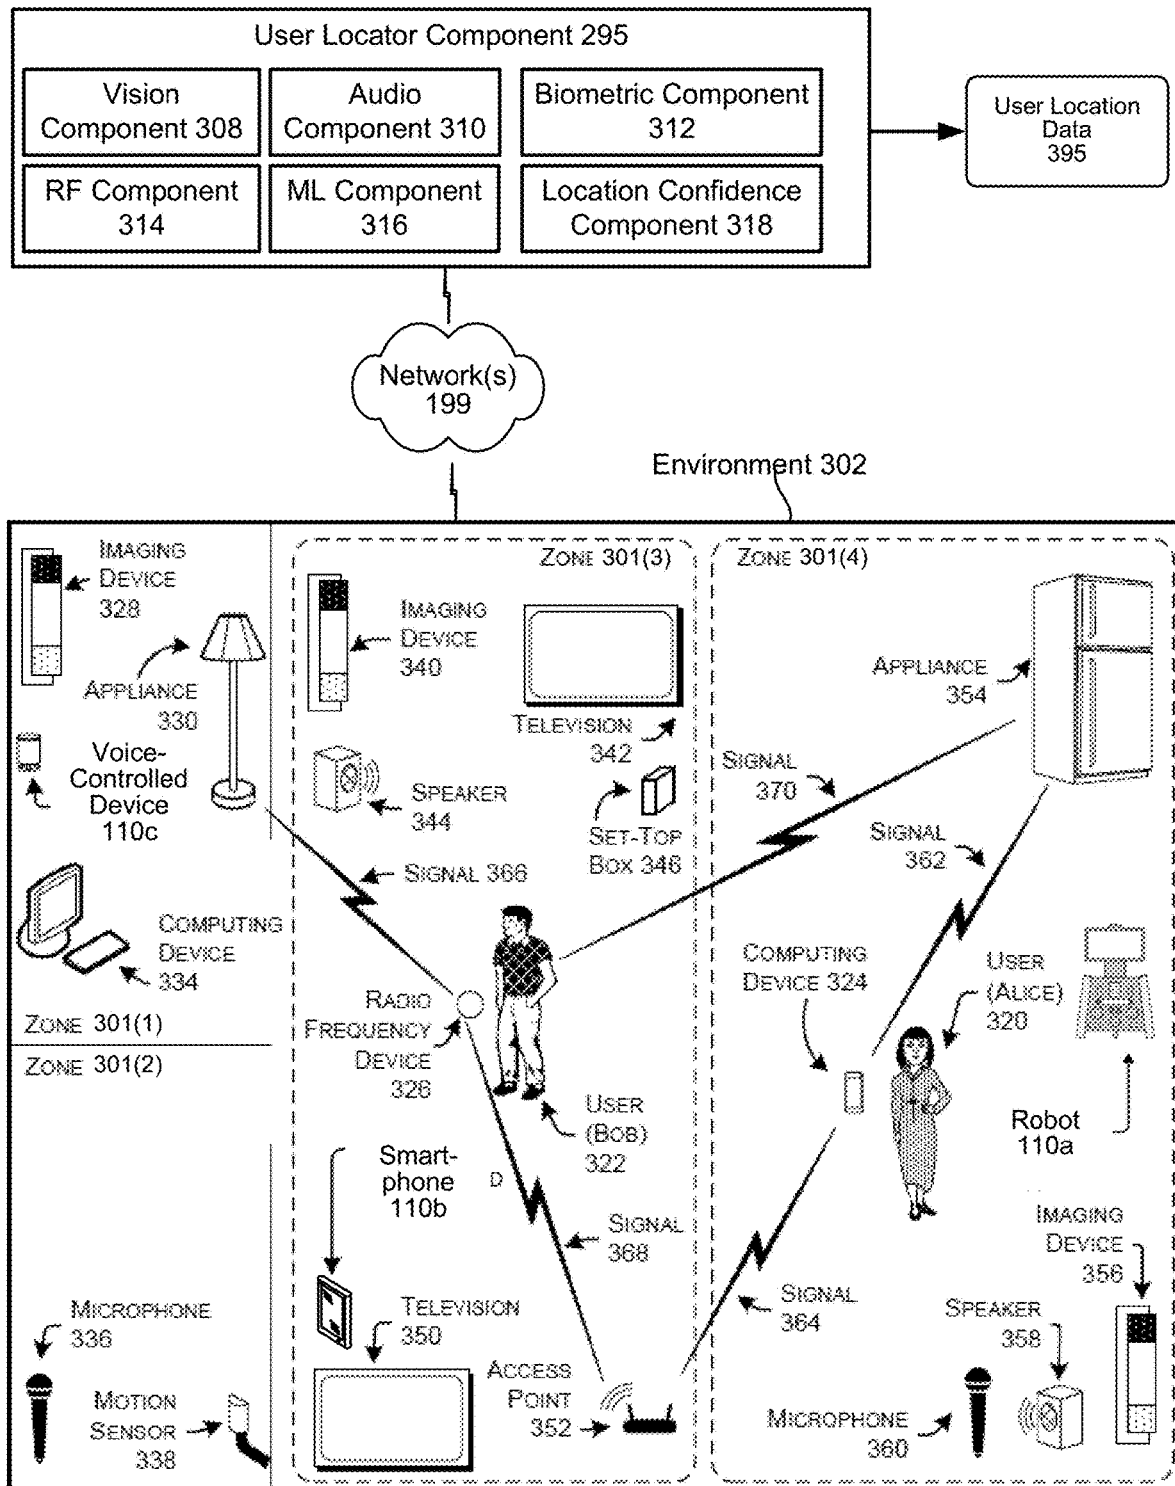 User Locator Component 295
Vision
Component 308
Audio
Component 310
Biometric Component
312
RF Component
314
ML Component
316
Location Confidence
Component 318
User Location
Data
395
Network(s)
199
Environment 302
IMAGING
DEVICE
328
APPLIANCE
330
Voice-
Controlled
Device
110c
COMPUTING
DEVICE
334
ZONE 301(1)
ZONE 301(2)
MICROPHONE
336
MOTION
SENSOR
338
ZONE 301(3)
IMAGING
DEVICE
340
TELEVISION
342
SPEAKER
344
SET-TOP
BOX 346
SIGNAL 366
RADIO
FREQUENCY
DEVICE
326
USER
(BOB)
322
Smart-
phone
110b
D
SIGNAL
368
TELEVISION
350
ACCESS
POINT
352
ZONE 301(4)
APPLIANCE
354
SIGNAL
370
SIGNAL
362
COMPUTING
DEVICE 324
USER
(ALICE)
320
Robot
110a
SIGNAL
364
IMAGING
DEVICE
356
SPEAKER
358
MICROPHONE
360